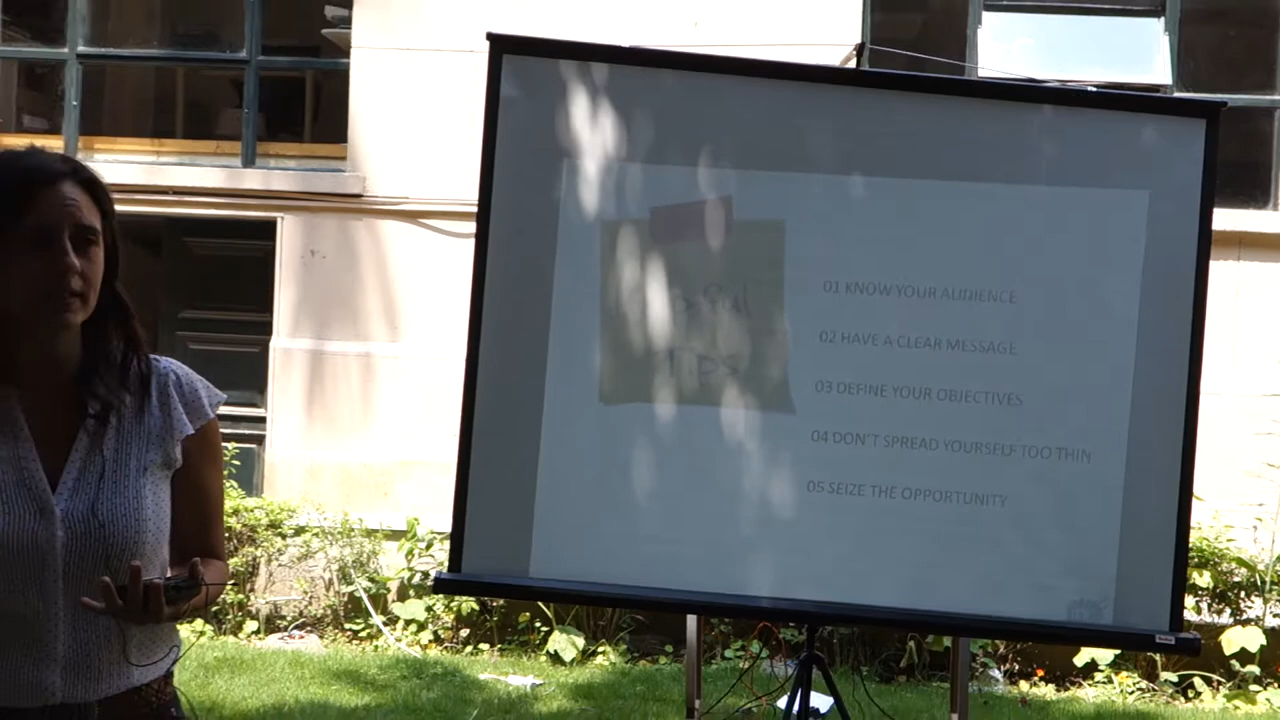 Tips
01 KNOW YOUR AUDIENCE
02 HAVE A CLEAR MESSAGE
03 DEFINE YOUR OBJECTIVES
04 DON'T SPREAD YOURSELF TOO THIN
05 SEIZE THE OPPORTUNITY